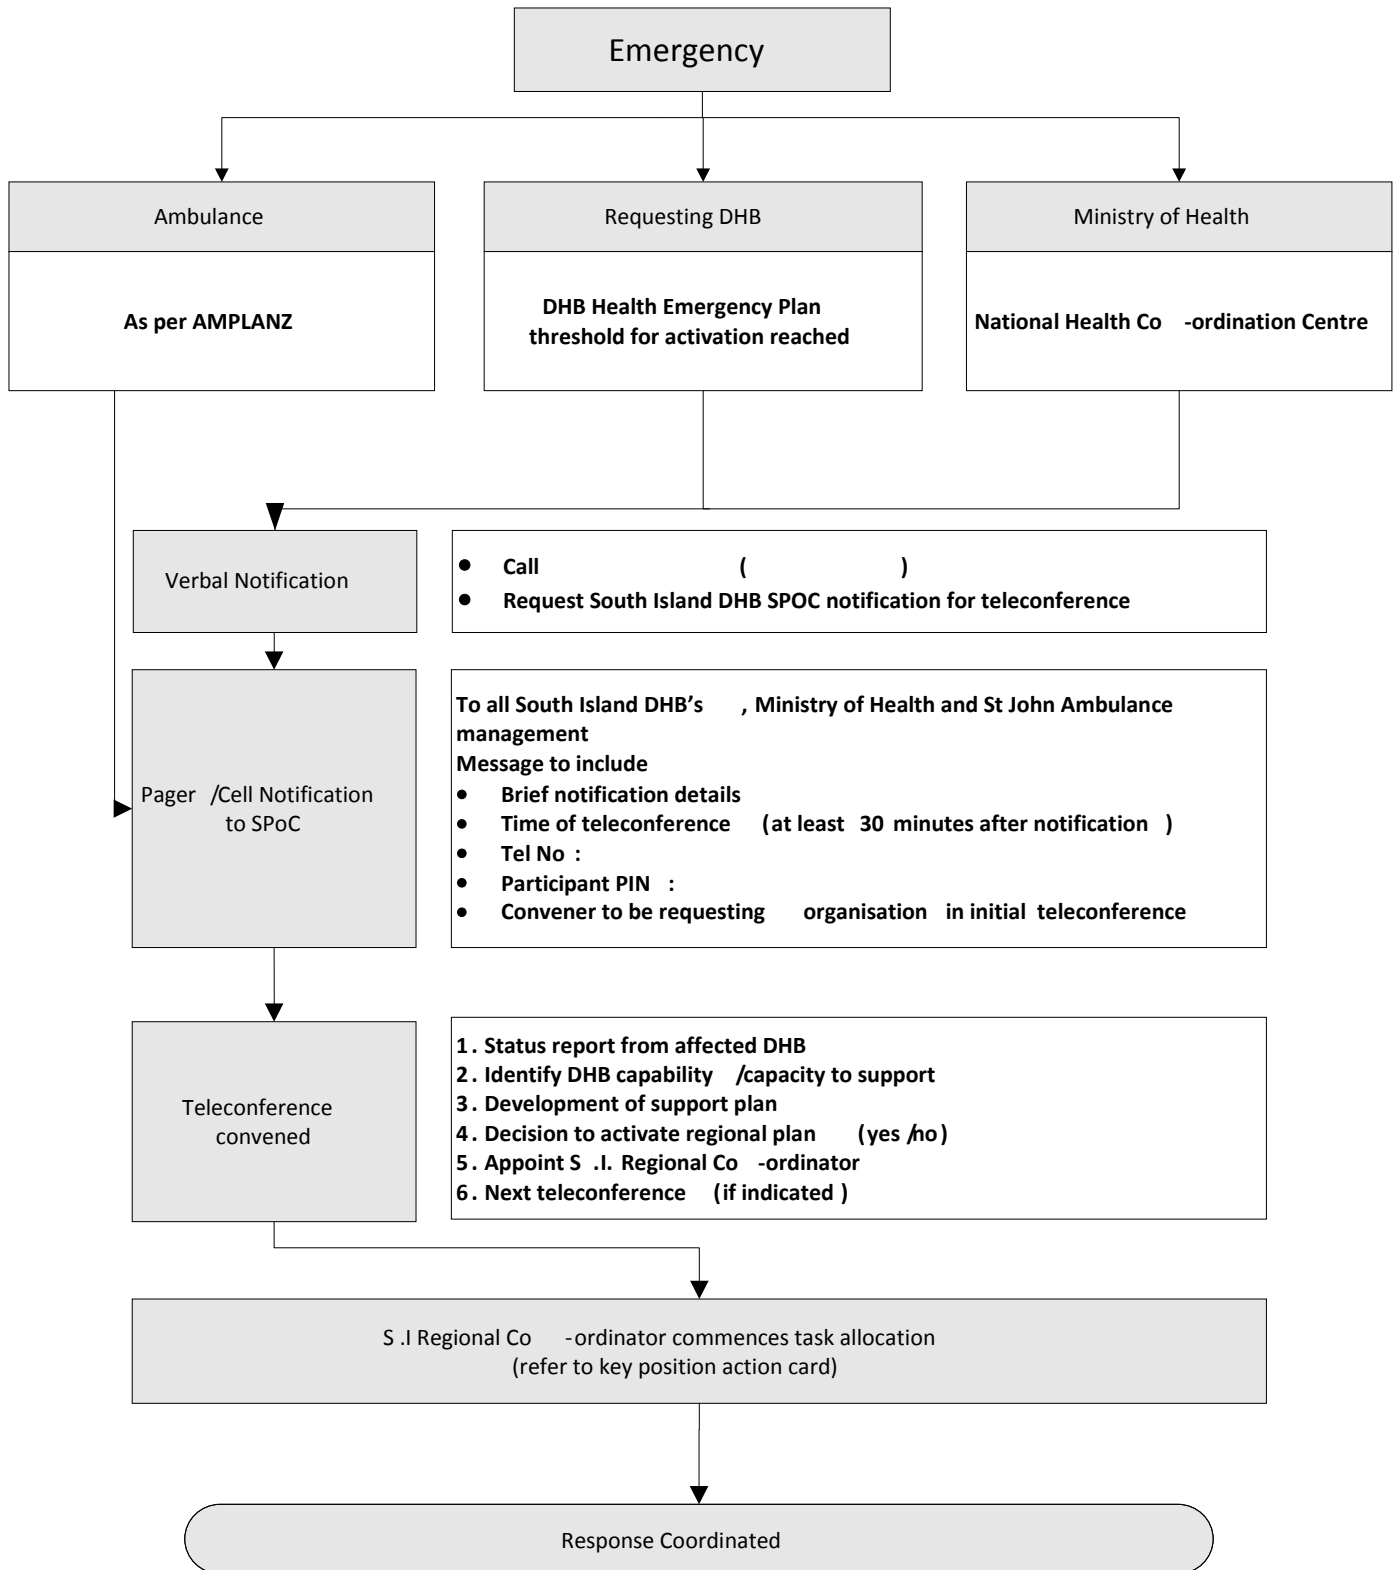 Emergency
Ambulance
Requesting DHB
Ministry of Health
As per AMPLANZ
DHB Health Emergency Plan
threshold for activation reached
National Health Co -ordination Centre
Verbal Notification
● Call ( )
● Request South Island DHB SPOC notification for teleconference
Pager /Cell Notification
to SPoC
To all South Island DHB’s , Ministry of Health and St John Ambulance
management
Message to include
● Brief notification details
● Time of teleconference (at least 30 minutes after notification )
● Tel No :
● Participant PIN :
● Convener to be requesting organisation in initial teleconference
Teleconference
convened
1. Status report from affected DHB
2. Identify DHB capability /capacity to support
3. Development of support plan
4. Decision to activate regional plan (yes /no)
5. Appoint S .I. Regional Co -ordinator
6. Next teleconference (if indicated )
S .I Regional Co -ordinator commences task allocation
(refer to key position action card)
Response Coordinated